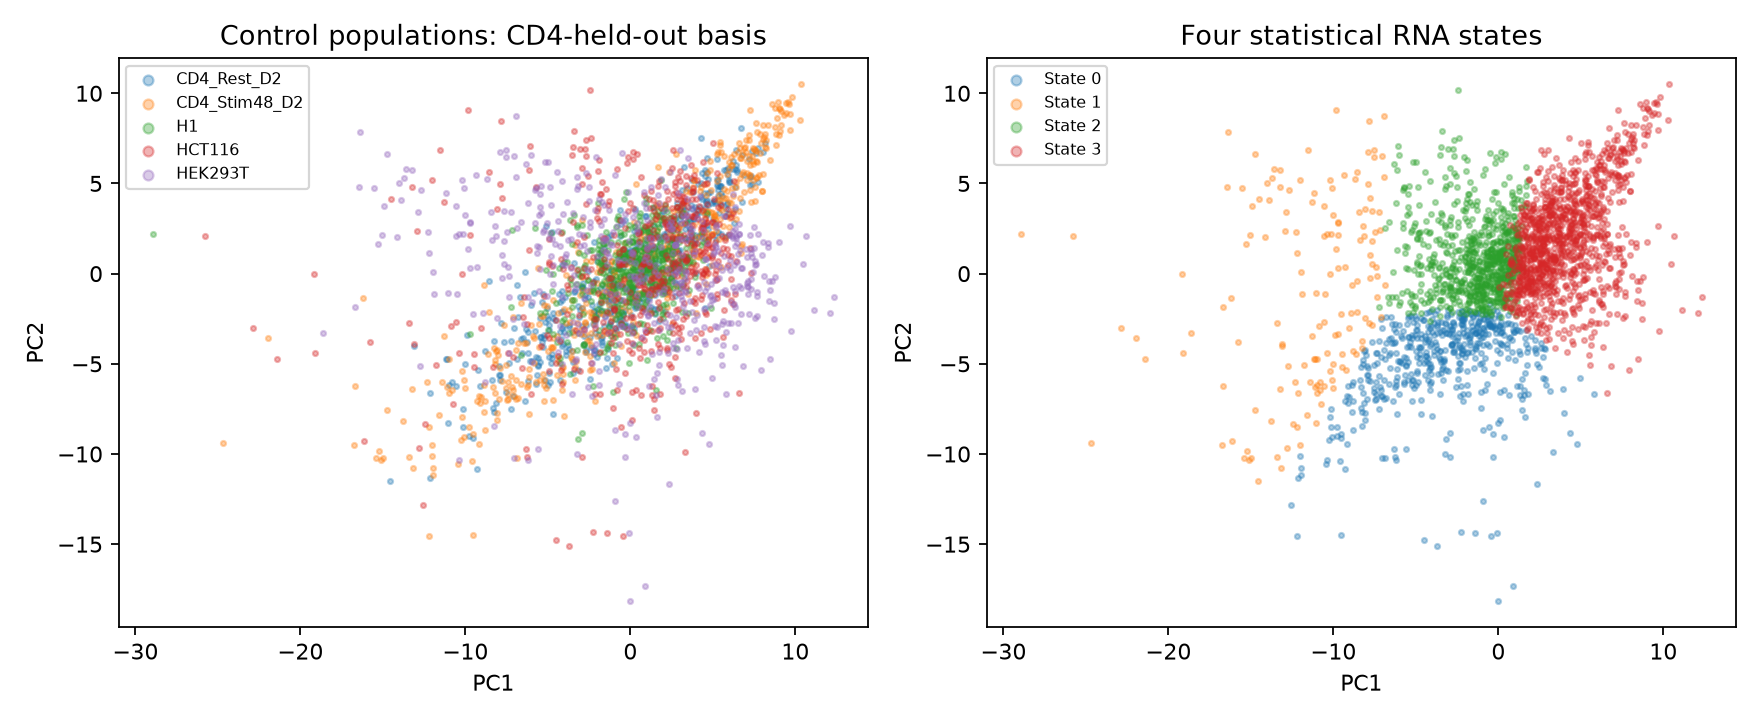 Control populations: CD4-held-out basis
CD4_Rest_D2
CD4_Stim48_D2
H1
HCT116
HEK293T
10
5
0
−5
−10
−15
PC2
−30
−20
−10
0
10
PC1
Four statistical RNA states
State 0
State 1
State 2
State 3
10
5
0
−5
−10
−15
PC2
−30
−20
−10
0
10
PC1